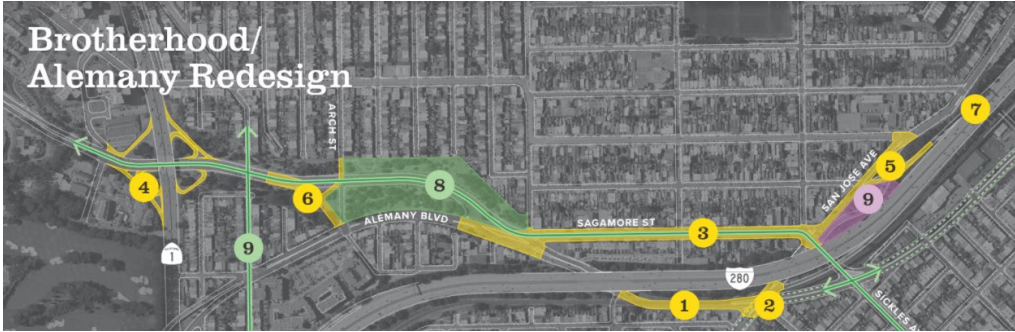 Brotherhood/
Alemany Redesign
ARCH ST
7
4
6
8
5
SAN JOSE AVE
9
ALEMANY BLVD
SAGAMORE ST
3
1
9
280
1
2
SICKLES A